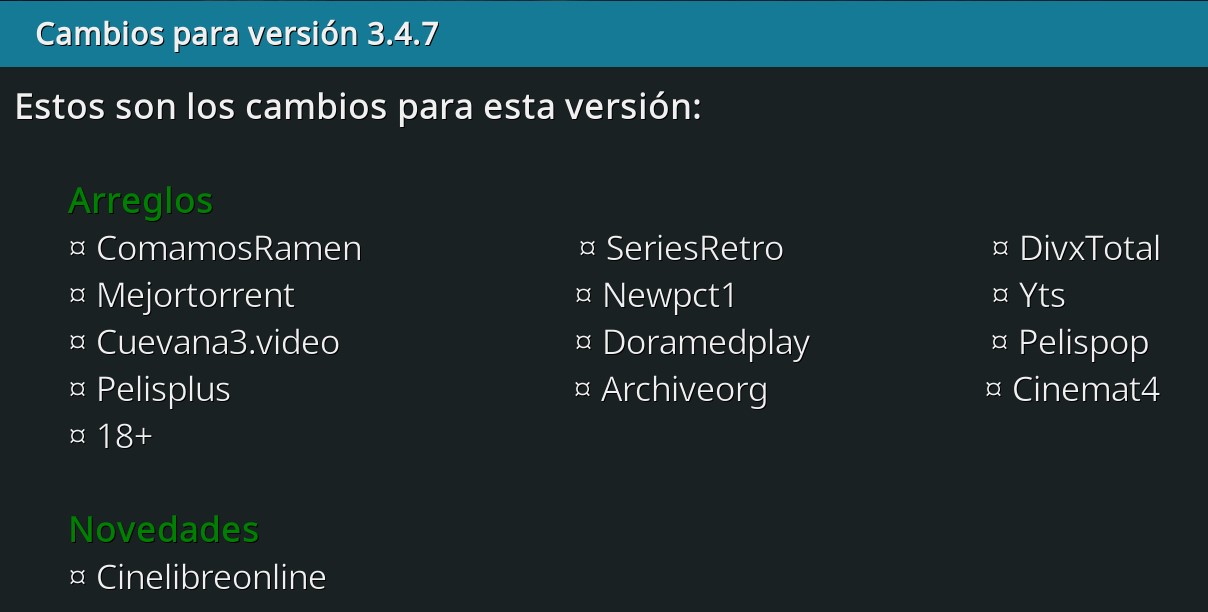 Cambios para versión 3.4.7
Estos son los cambios para esta versión:
Arreglos
¤ ComamosRamen ¤ SeriesRetro ¤ DivxTotal
¤ Mejortorrent ¤ Newpct1 ¤ Yts
¤ Cuevana3.video ¤ Doramedplay ¤ Pelispop
¤ Pelisplus ¤ Archiveorg ¤ Cinemat4
¤ 18+
Novedades
¤ Cinelibreonline